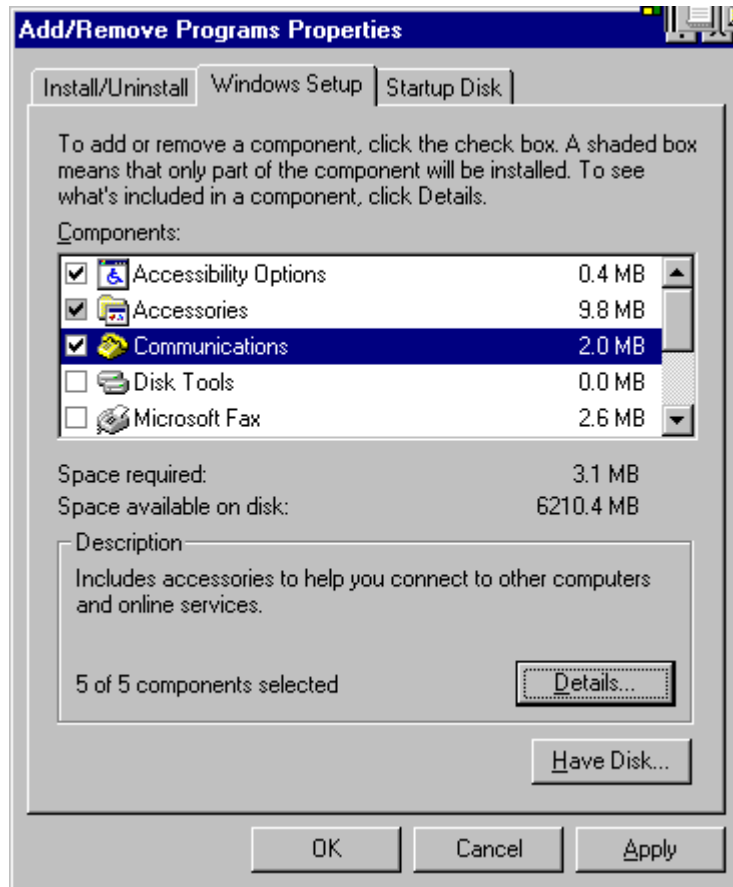 Add/Remove Programs Properties
Install/Uninstall Windows Setup Startup Disk
To add or remove a component, click the check box. A shaded box
means that only part of the component will be installed. To see
what's included in a component, click Details.
Components:
Accessibility Options 0.4 MB
Accessories 9.8 MB
Communications 2.0 MB
Disk Tools 0.0 MB
Microsoft Fax 2.6 MB
Space required: 3.1 MB
Space available on disk: 6210.4 MB
Description
Includes accessories to help you connect to other computers
and online services.
5 of 5 components selected Details...
Have Disk...
OK Cancel Apply